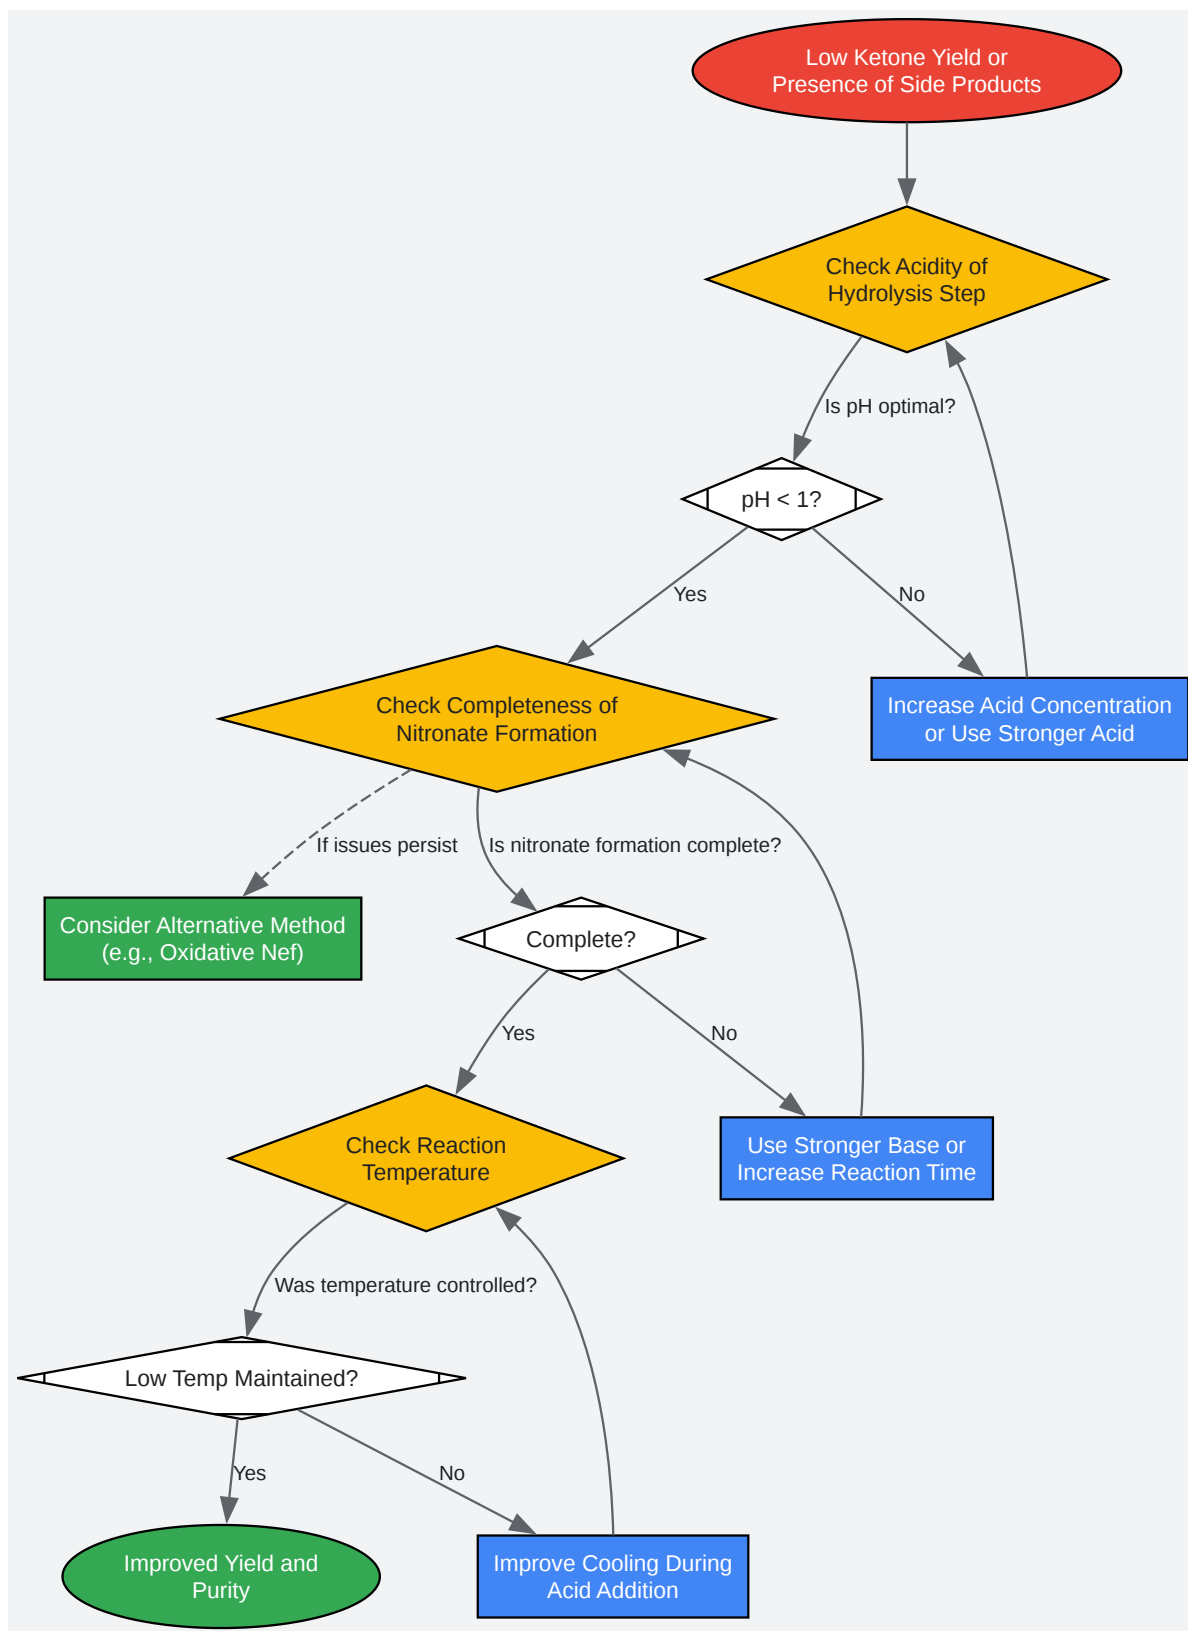 Low Ketone Yield or
Presence of Side Products
Check Acidity of
Hydrolysis Step
Is pH optimal?
pH < 1?
Yes
No
Check Completeness of
Nitronate Formation
Increase Acid Concentration
or Use Stronger Acid
If issues persist
Is nitronate formation complete?
Consider Alternative Method
(e.g., Oxidative Nef)
Complete?
Yes
No
Check Reaction
Temperature
Use Stronger Base or
Increase Reaction Time
Was temperature controlled?
Low Temp Maintained?
Yes
No
Improved Yield and
Purity
Improve Cooling During
Acid Addition